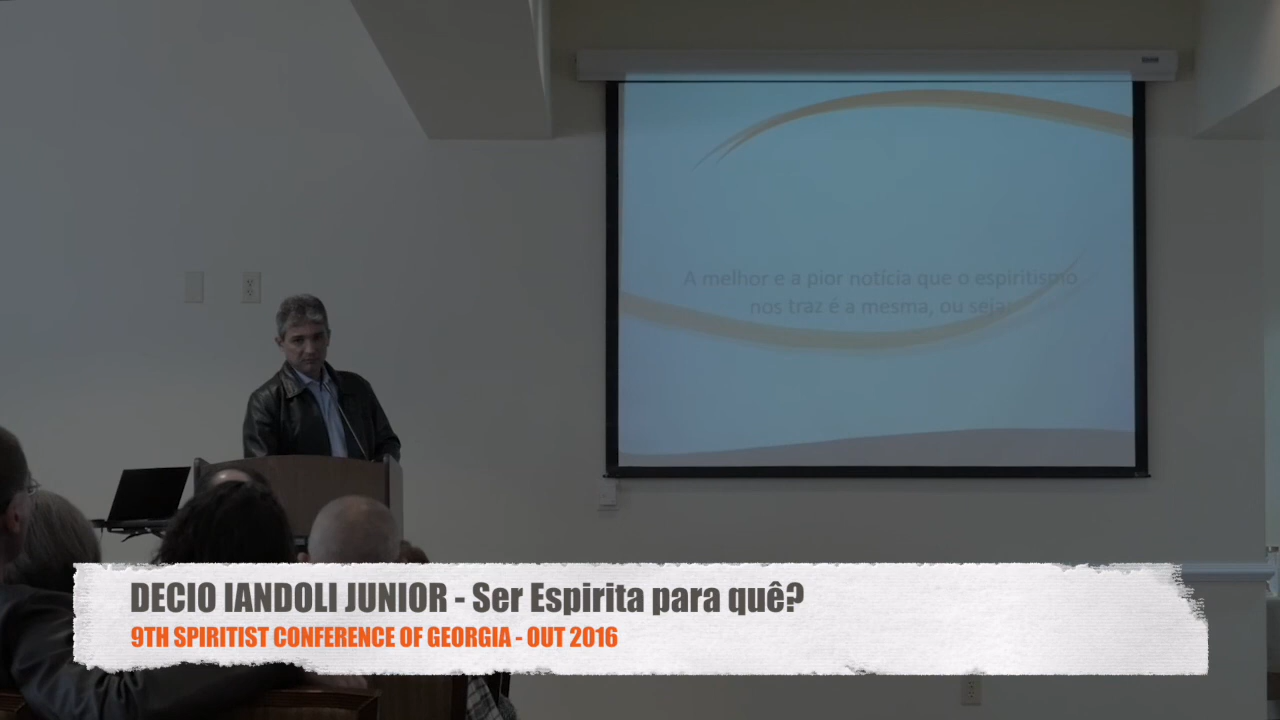 A melhor e a pior notícia que o espiritismo
nos traz é a mesma, ou seja:
DECIO IANDOLI JUNIOR - Ser Espirita para quê?
9TH SPIRITIST CONFERENCE OF GEORGIA - OUT 2016